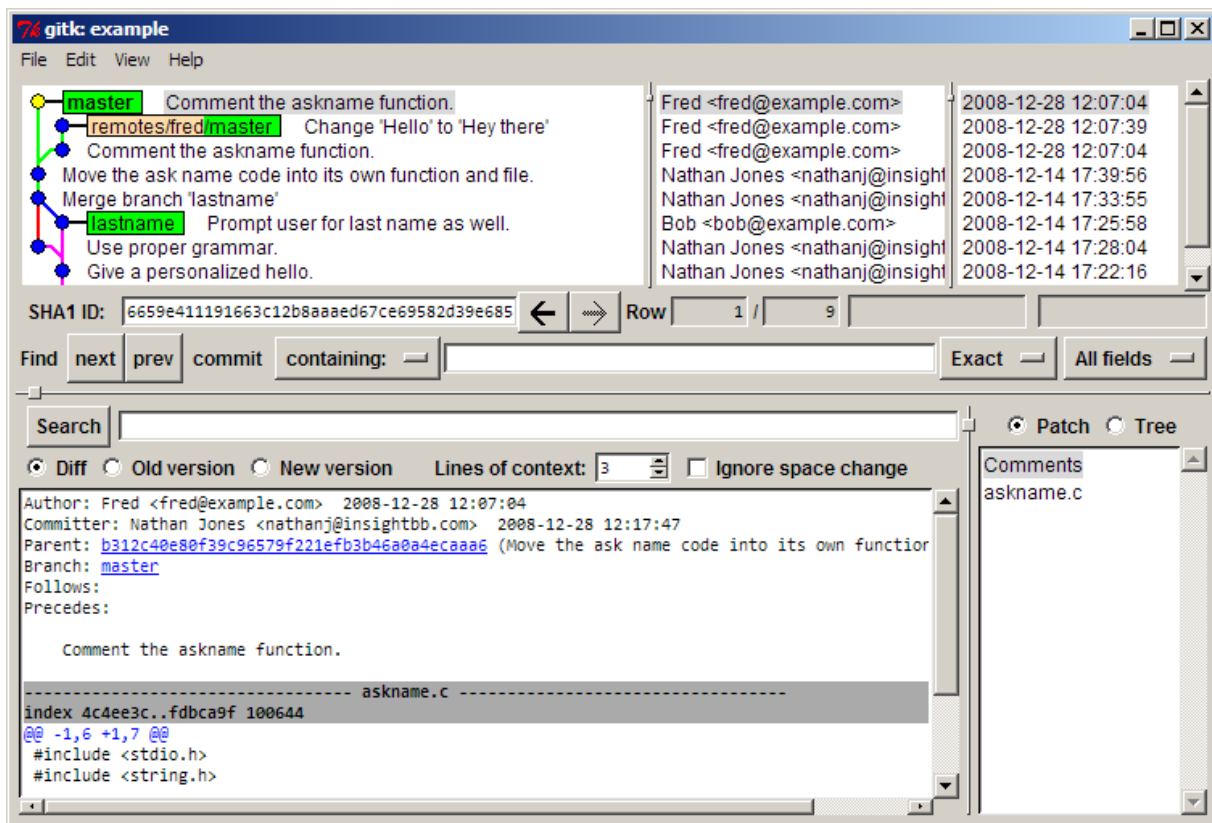 gitk: example
File Edit View Help
master Comment the askname function. Fred <fred@example.com> 2008-12-28 12:07:04
remotes/fred/master Change 'Hello' to 'Hey there' Fred <fred@example.com> 2008-12-28 12:07:39
Comment the askname function. Fred <fred@example.com> 2008-12-28 12:07:04
Move the ask name code into its own function and file. Nathan Jones <nathanj@insight 2008-12-14 17:39:56
Merge branch 'lastname' Nathan Jones <nathanj@insight 2008-12-14 17:33:55
lastname Prompt user for last name as well. Bob <bob@example.com> 2008-12-14 17:25:58
Use proper grammar. Nathan Jones <nathanj@insight 2008-12-14 17:28:04
Give a personalized hello. Nathan Jones <nathanj@insight 2008-12-14 17:22:16
SHA1 ID: 6659e411191663c12b8aaaed67ce69582d39e685 Row 1 / 9
Find next prev commit containing: Exact All fields
Search Patch Tree
Diff Old version New version Lines of context: 3 Ignore space change
Comments
askname.c
Author: Fred <fred@example.com> 2008-12-28 12:07:04
Committer: Nathan Jones <nathanj@insightbb.com> 2008-12-28 12:17:47
Parent: b312c40e80f39c96579f221efb3b46a0a4ecaaa6 (Move the ask name code into its own function
Branch: master
Follows:
Precedes:
Comment the askname function.
---------------------------------- askname.c ----------------------------------
index 4c4ee3c..fdbca9f 100644
@@ -1,6 +1,7 @@
#include <stdio.h>
#include <string.h>